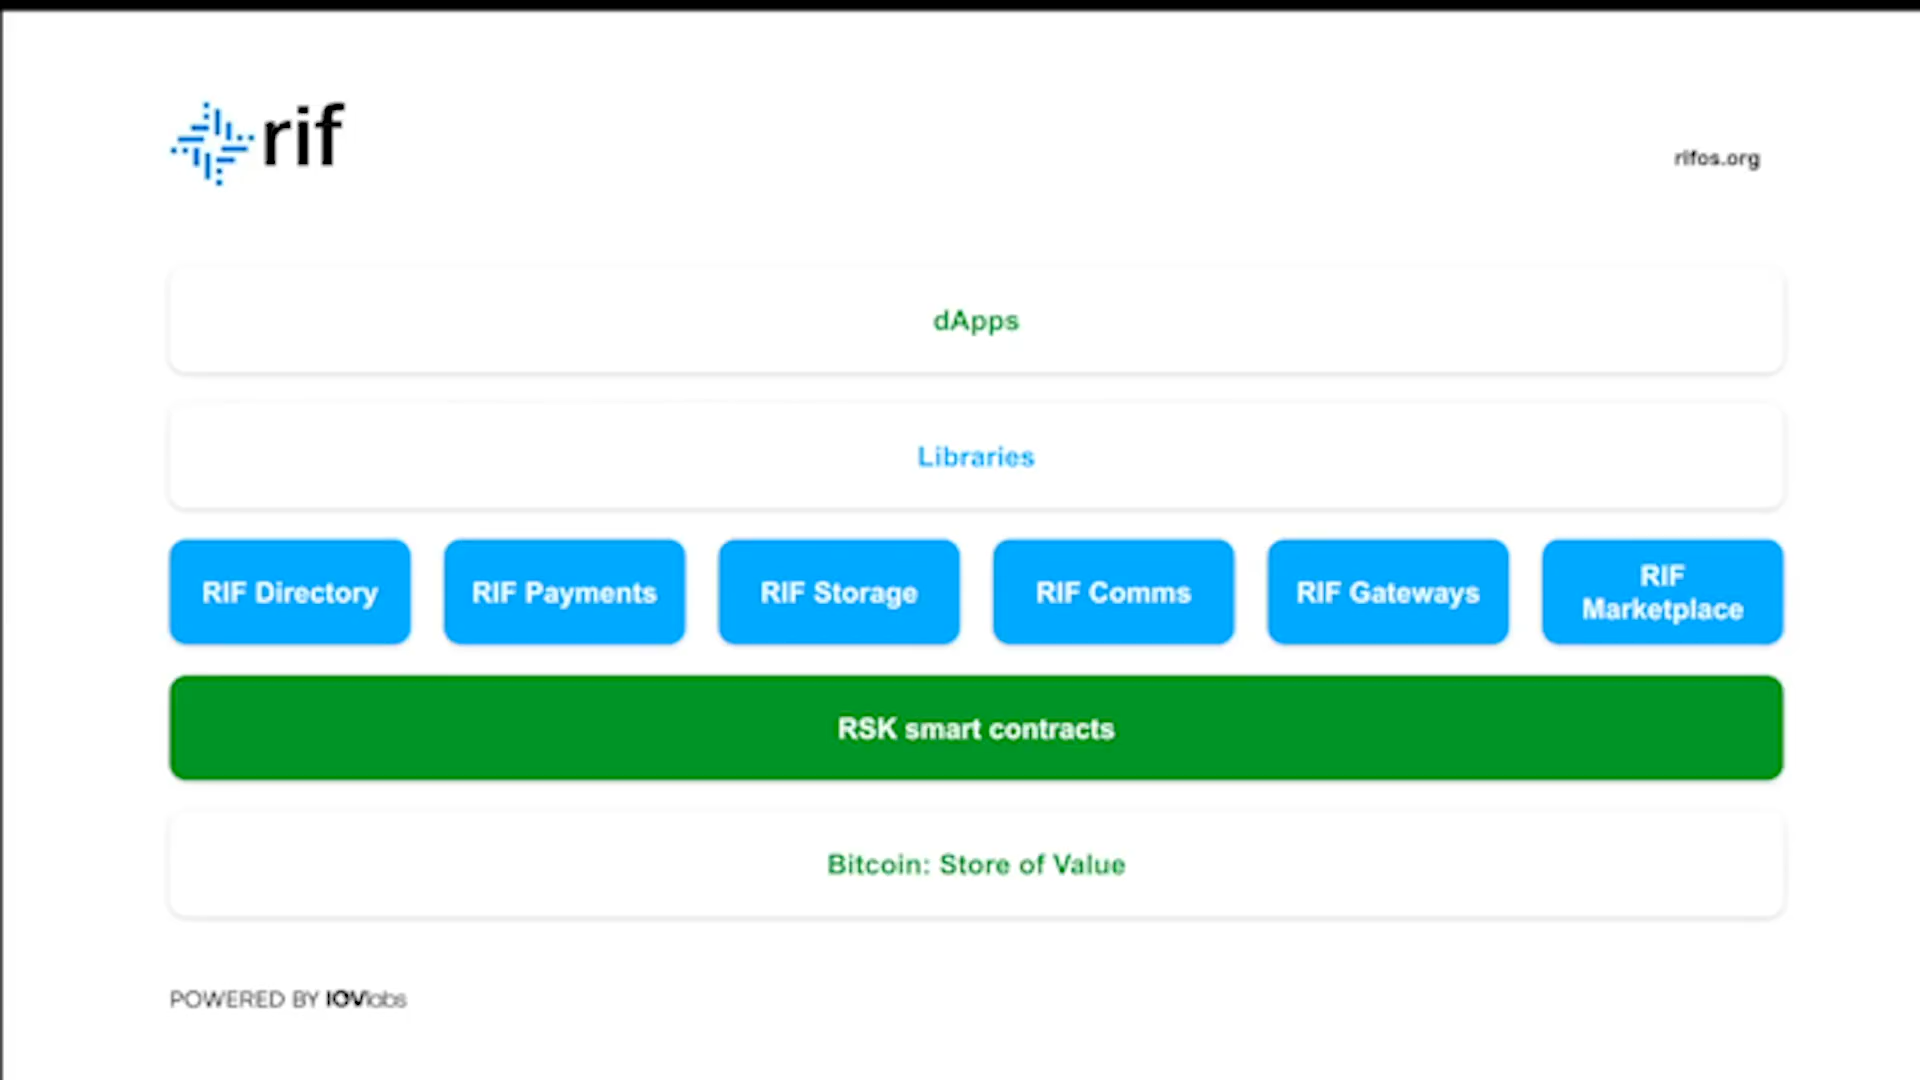 rif
rifos.org
dApps
Libraries
RIF Directory
RIF Payments
RIF Storage
RIF Comms
RIF Gateways
RIF
Marketplace
RSK smart contracts
Bitcoin: Store of Value
POWERED BY IOVlabs